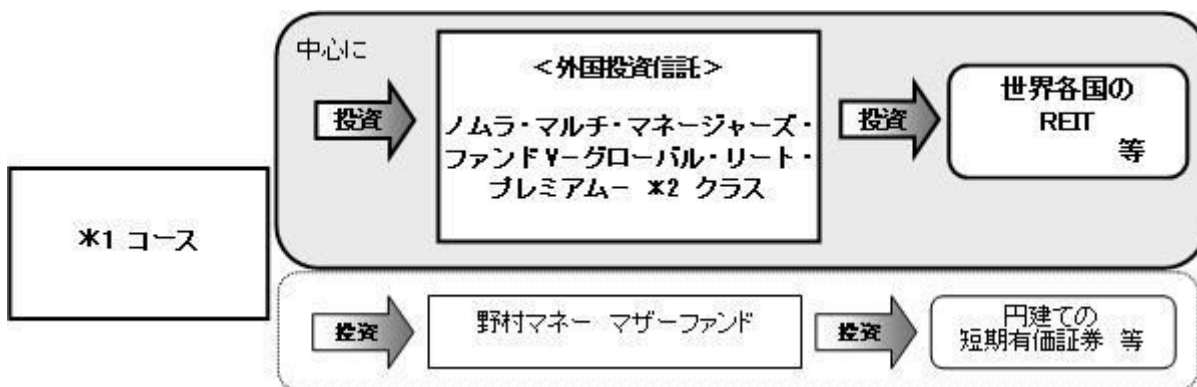 中心に
投資
＜外国投資信託＞
ノムラ・マルチ・マネージャーズ・
ファンドⅤ－グローバル・リート・
プレミアム－ *2 クラス
投資
世界各国の
REIT
等
*1 コース
投資
野村マネー マザーファンド
投資
円建ての
短期有価証券 等